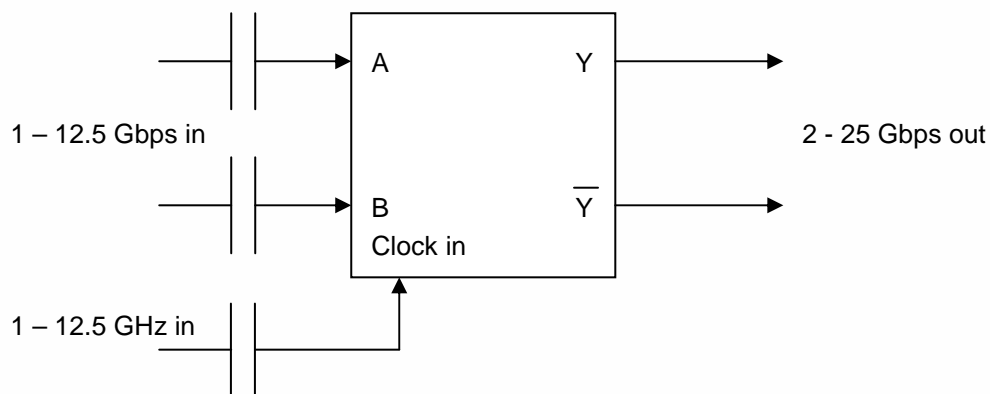 A
Y
1 – 12.5 Gbps in
2 - 25 Gbps out
B
Y̅
Clock in
1 – 12.5 GHz in